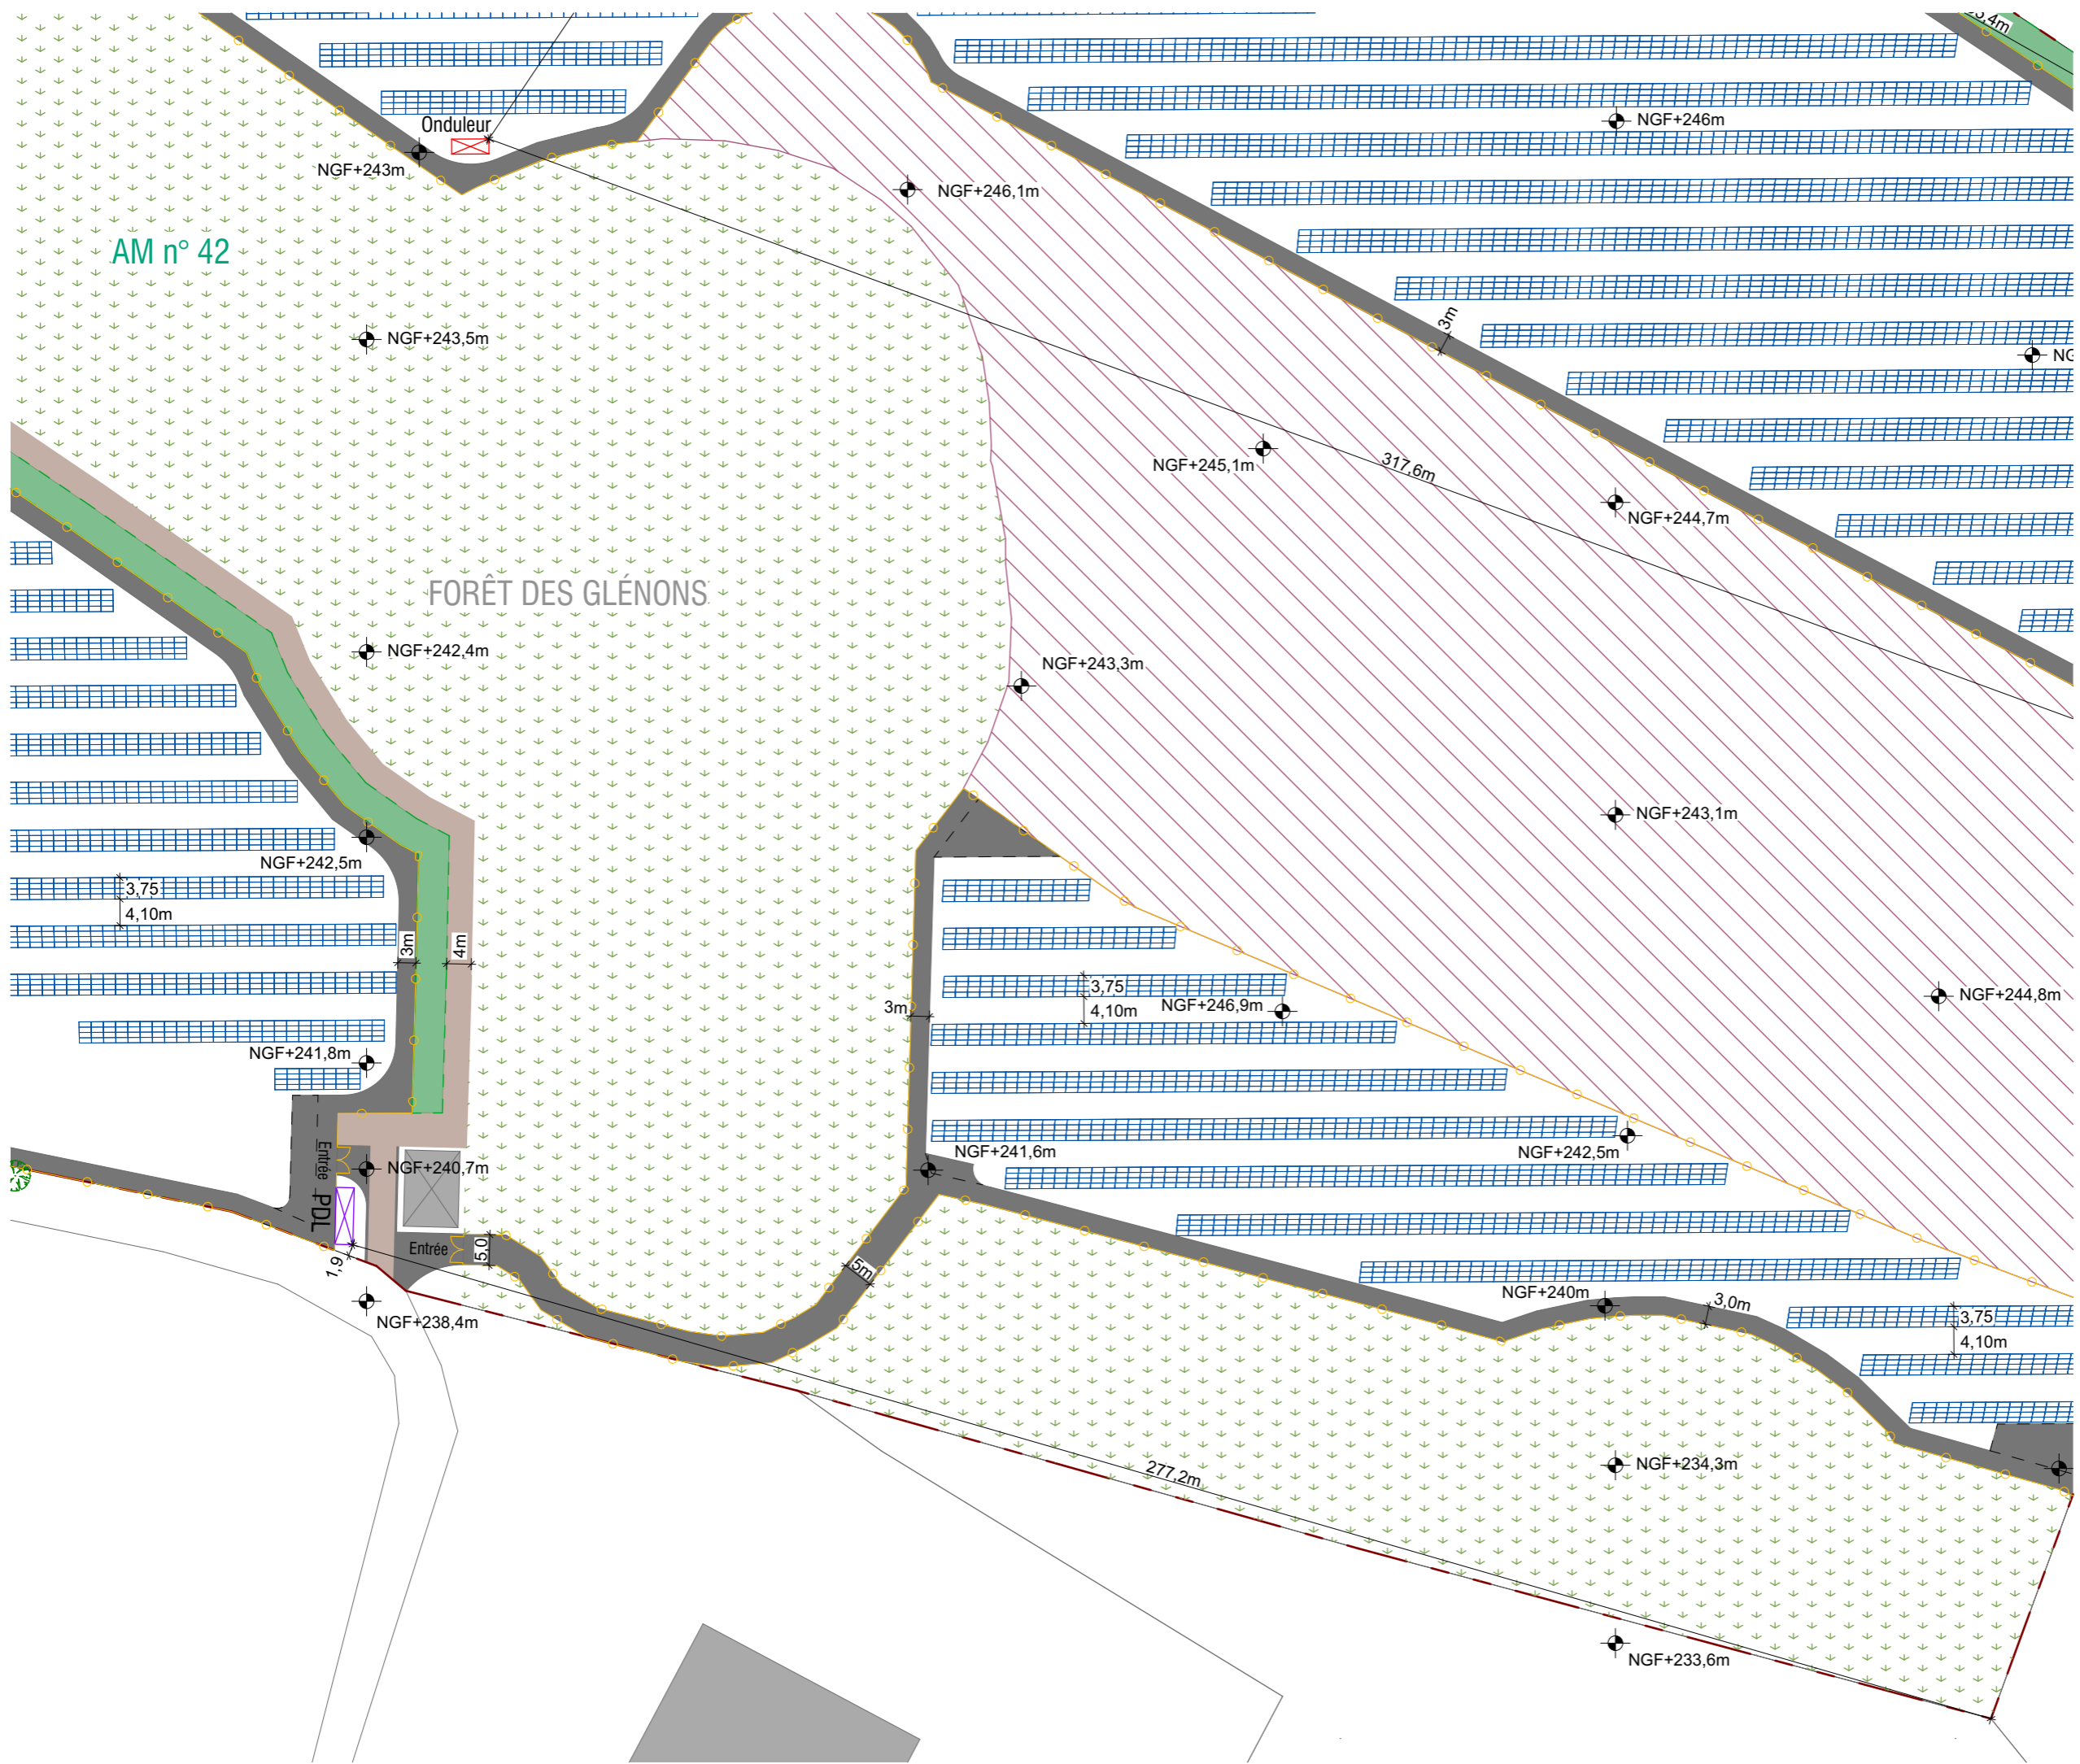 5,4m
NGF+246m
Onduleur
NGF+243m
NGF+246,1m
AM n° 42
3m
NGF+243,5m
NG
NGF+245,1m
317,6m
NGF+244,7m
FORÊT DES GLÉNONS
NGF+242,4m
NGF+243,3m
NGF+243,1m
NGF+242,5m
3,75
4,10m
3m
4m
3,75
4,10m
NGF+246,9m
NGF+244,8m
3m
NGF+241,8m
NGF+241,6m
NGF+242,5m
Entrée
NGF+240,7m
PDL
Entrée
5,0
1,9
5m
NGF+240m
3,0m
3,75
4,10m
NGF+238,4m
277,2m
NGF+234,3m
NGF+233,6m